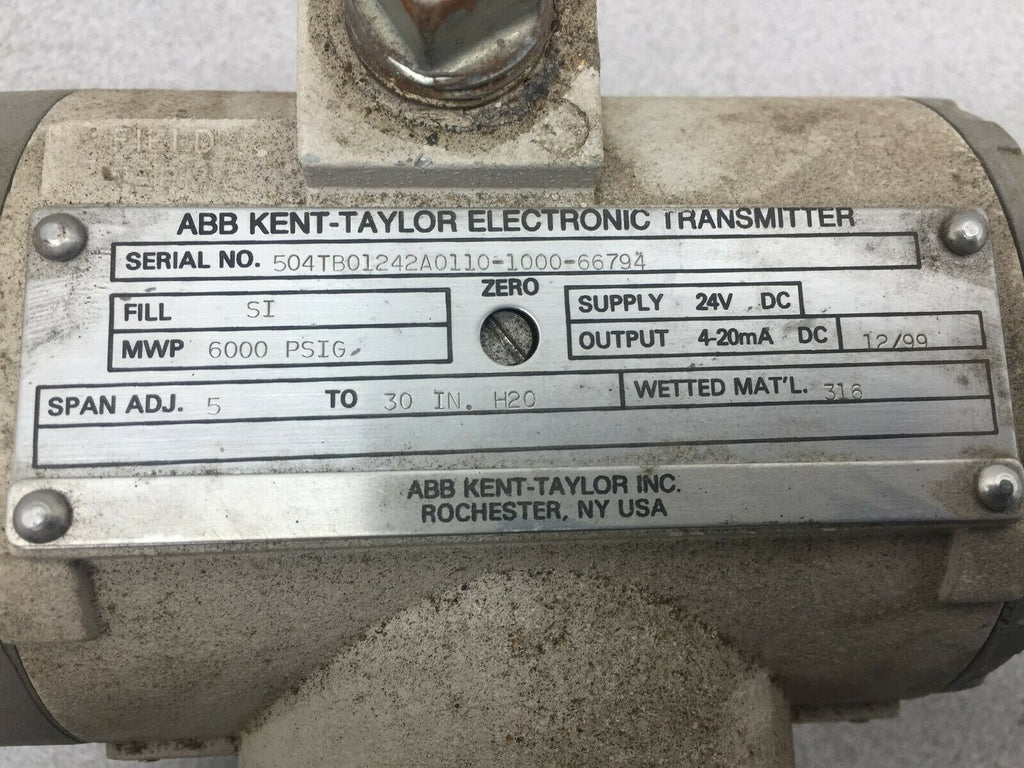 FIELD
ABB KENT-TAYLOR ELECTRONIC TRANSMITTER
SERIAL NO. 504TB01242A0110-1000-66794
FILL SI
MWP 6000 PSIG
ZERO
SUPPLY 24V DC
OUTPUT 4-20mA DC 12/99
SPAN ADJ. 5 TO 30 IN. H2O
WETTED MAT'L. 316
ABB KENT-TAYLOR INC.
ROCHESTER, NY USA